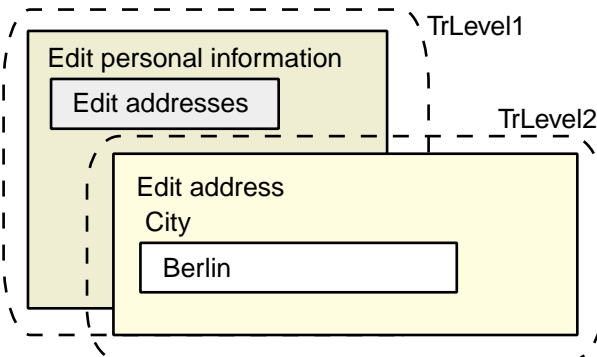 TrLevel1
Edit personal information
Edit addresses
TrLevel2
Edit address
City
Berlin